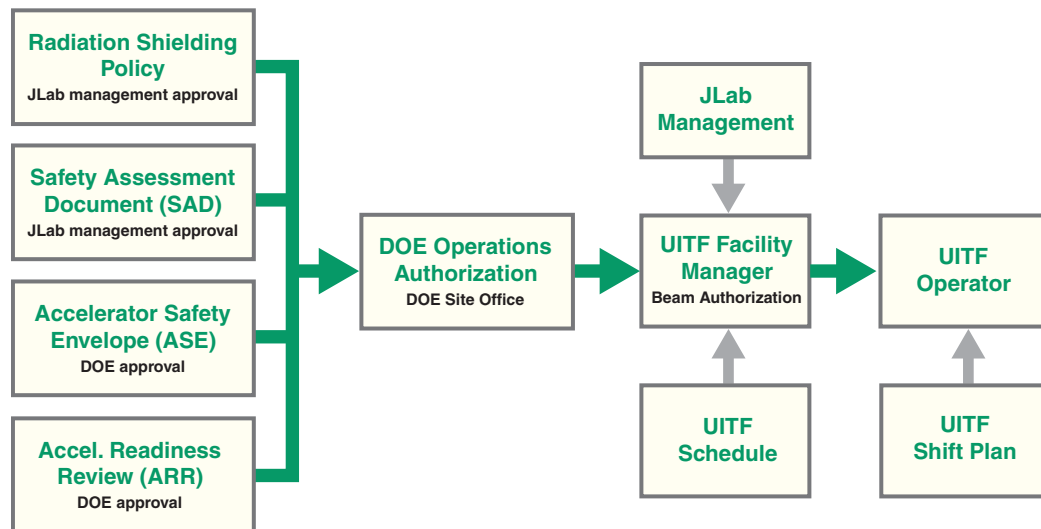 Radiation Shielding
Policy
JLab management approval
Safety Assessment
Document (SAD)
JLab management approval
Accelerator Safety
Envelope (ASE)
DOE approval
Accel. Readiness
Review (ARR)
DOE approval
DOE Operations
Authorization
DOE Site Office
JLab
Management
UITF Facility
Manager
Beam Authorization
UITF
Schedule
UITF
Operator
UITF
Shift Plan